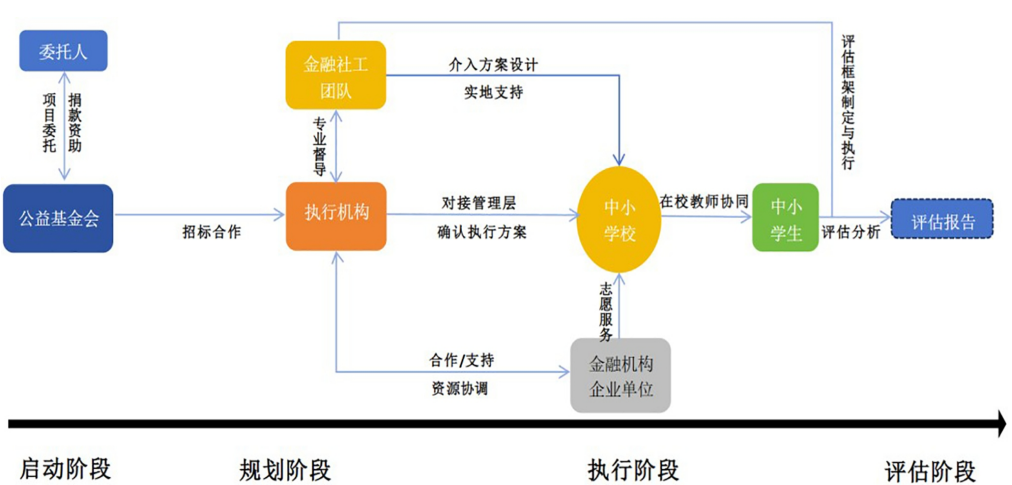 委托人
项目委托
捐款资助
公益基金会
招标合作
金融社工
团队
专业督导
执行机构
介入方案设计
实地支持
对接管理层
确认执行方案
合作/支持
资源协调
中小
学校
志愿服务
金融机构
企业单位
在校教师协同
中小
学生
评估框架制定与执行
评估分析
评估报告
启动阶段
规划阶段
执行阶段
评估阶段